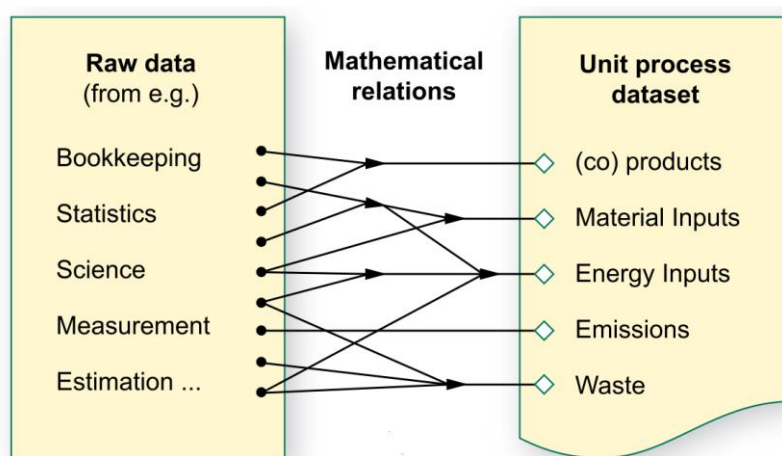 Raw data
(from e.g.)
Bookkeeping
Statistics
Science
Measurement
Estimation ...
Mathematical
relations
Unit process
dataset
(co) products
Material Inputs
Energy Inputs
Emissions
Waste